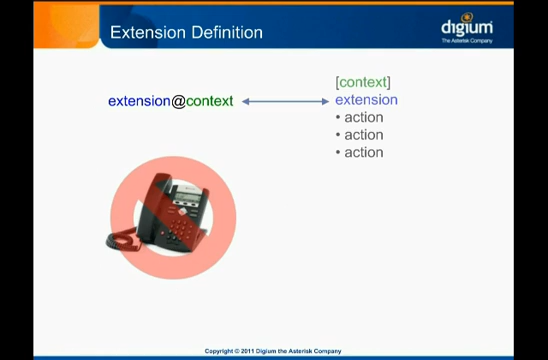 Extension Definition
digium
The Asterisk Company
extension@context
[context]
extension
• action
• action
• action
Copyright © 2011 Digium the Asterisk Company